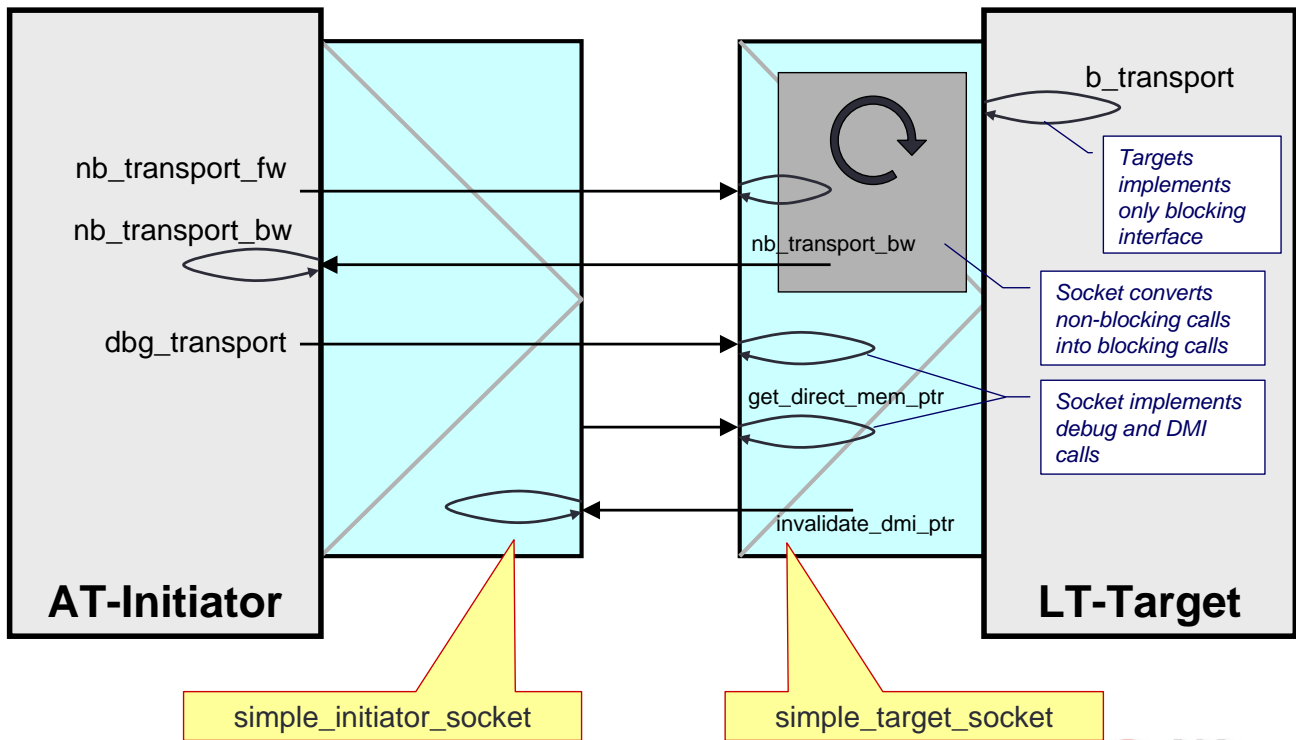 b_transport
Targets
implements
only blocking
interface
nb_transport_fw
nb_transport_bw
nb_transport_bw
Socket converts
non-blocking calls
into blocking calls
dbg_transport
get_direct_mem_ptr
Socket implements
debug and DMI
calls
invalidate_dmi_ptr
AT-Initiator
LT-Target
simple_initiator_socket
simple_target_socket